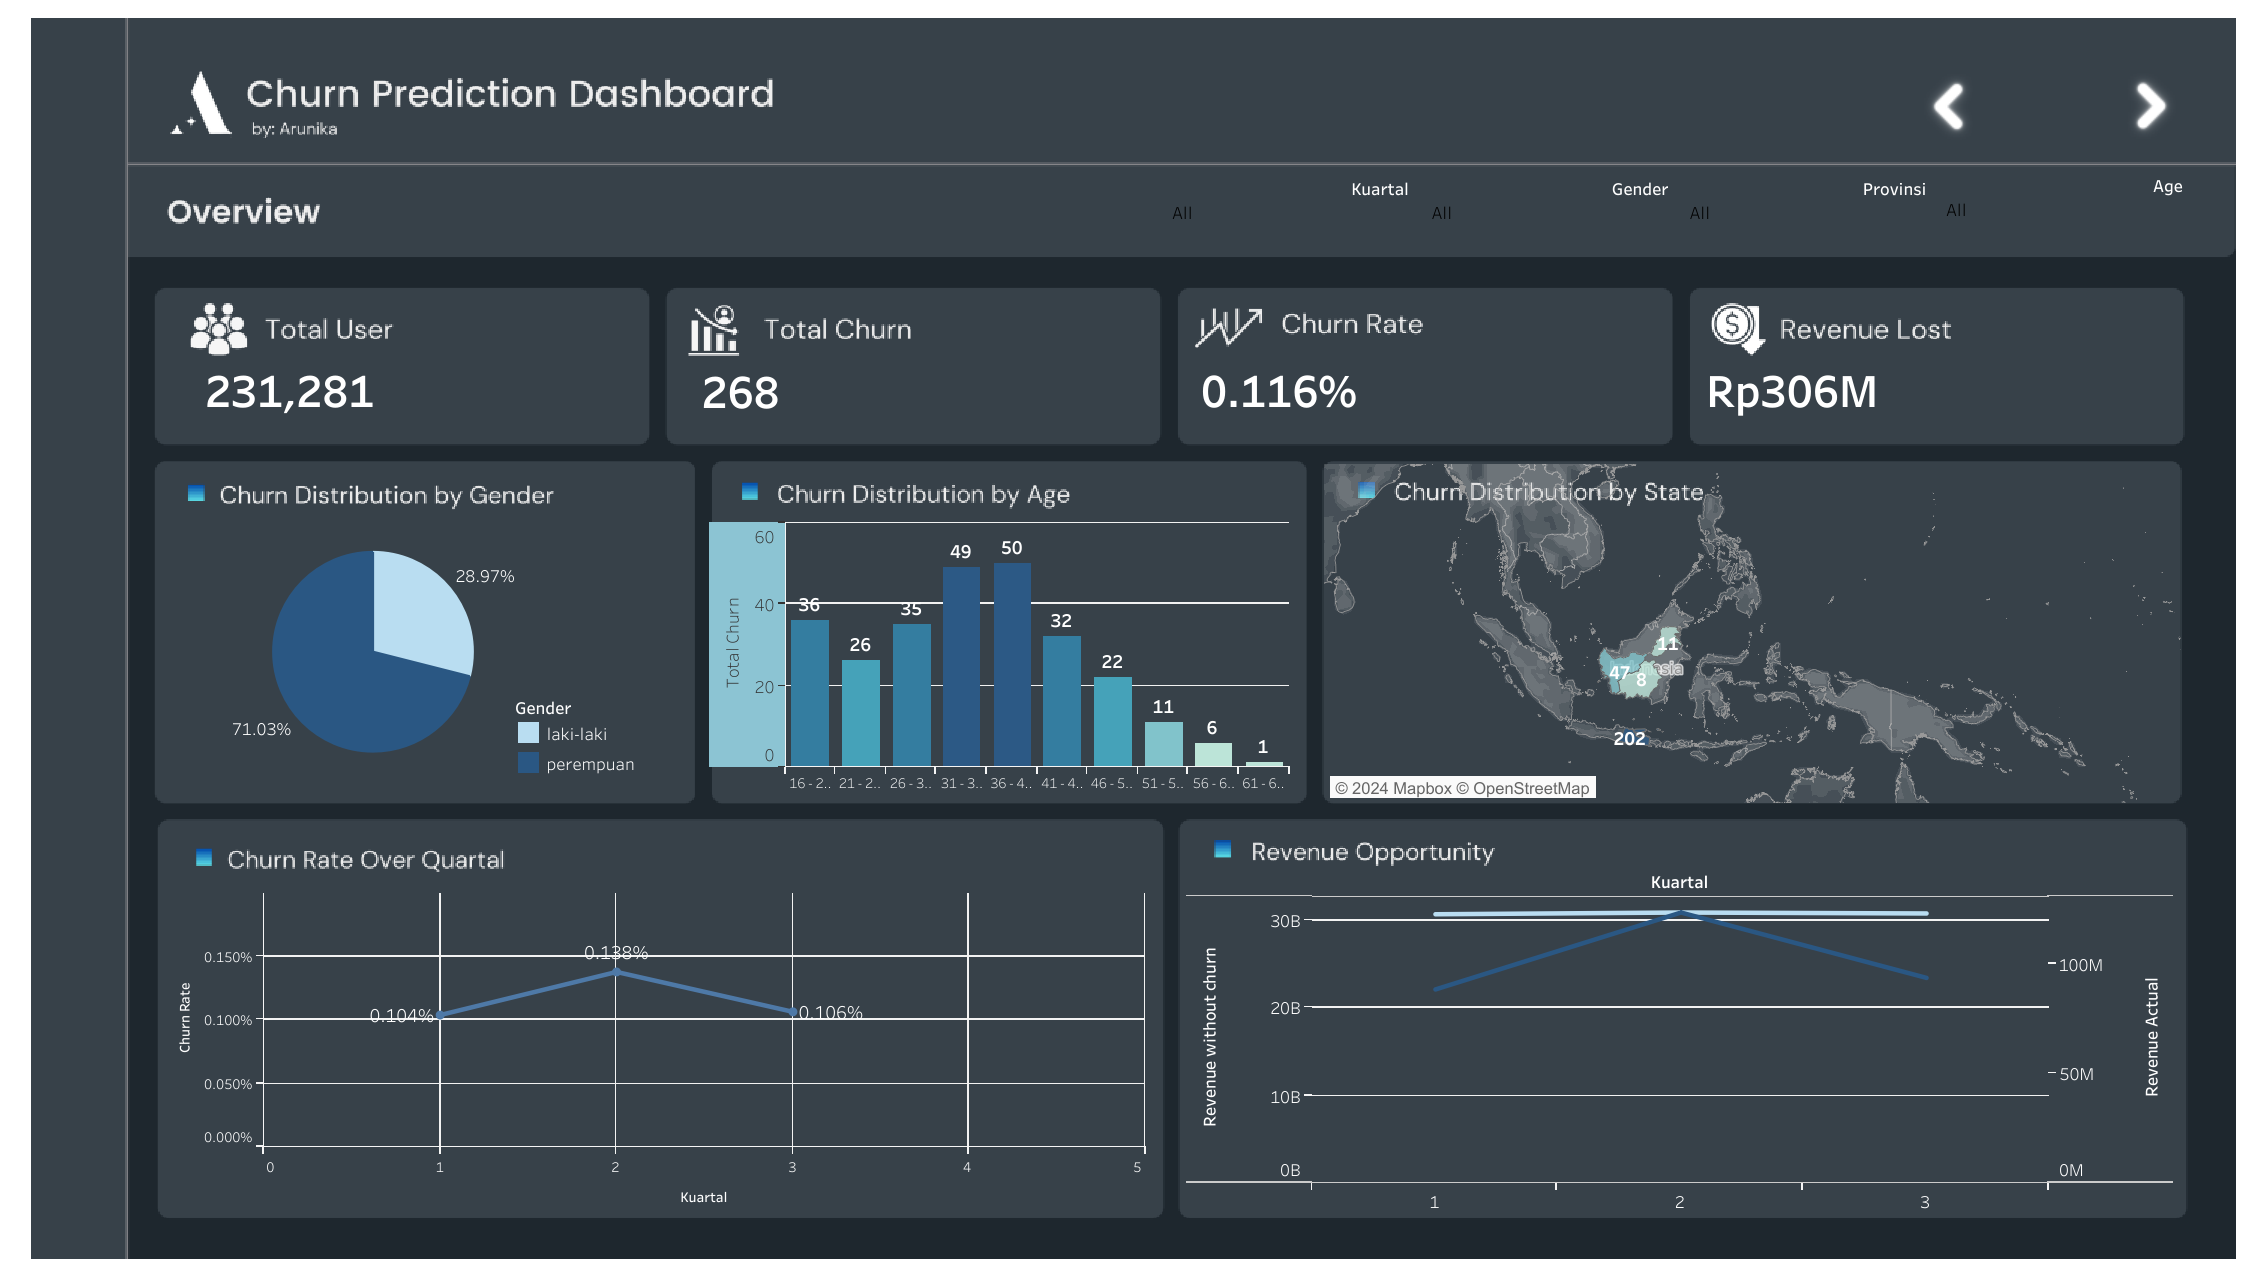 Churn Prediction Dashboard
by: Arunika
Overview
Kuartal
Gender
Provinsi
Age
All
All
All
All
Total User
231,281
Total Churn
268
Churn Rate
0.116%
Revenue Lost
Rp306M
Churn Distribution by Gender
28.97%
71.03%
Gender
laki-laki
perempuan
Churn Distribution by Age
Total Churn
60
40
20
0
36
26
35
49
50
32
22
11
6
1
16 - 2..
21 - 2..
26 - 3..
31 - 3..
36 - 4..
41 - 4..
46 - 5..
51 - 5..
56 - 6..
61 - 6..
Churn Distribution by State
11
47
8
202
© 2024 Mapbox © OpenStreetMap
Churn Rate Over Quartal
Churn Rate
0.150%
0.100%
0.050%
0.000%
0.104%
0.138%
0.106%
0
1
2
3
4
5
Kuartal
Revenue Opportunity
Kuartal
Revenue without churn
30B
20B
10B
0B
100M
50M
0M
Revenue Actual
1
2
3